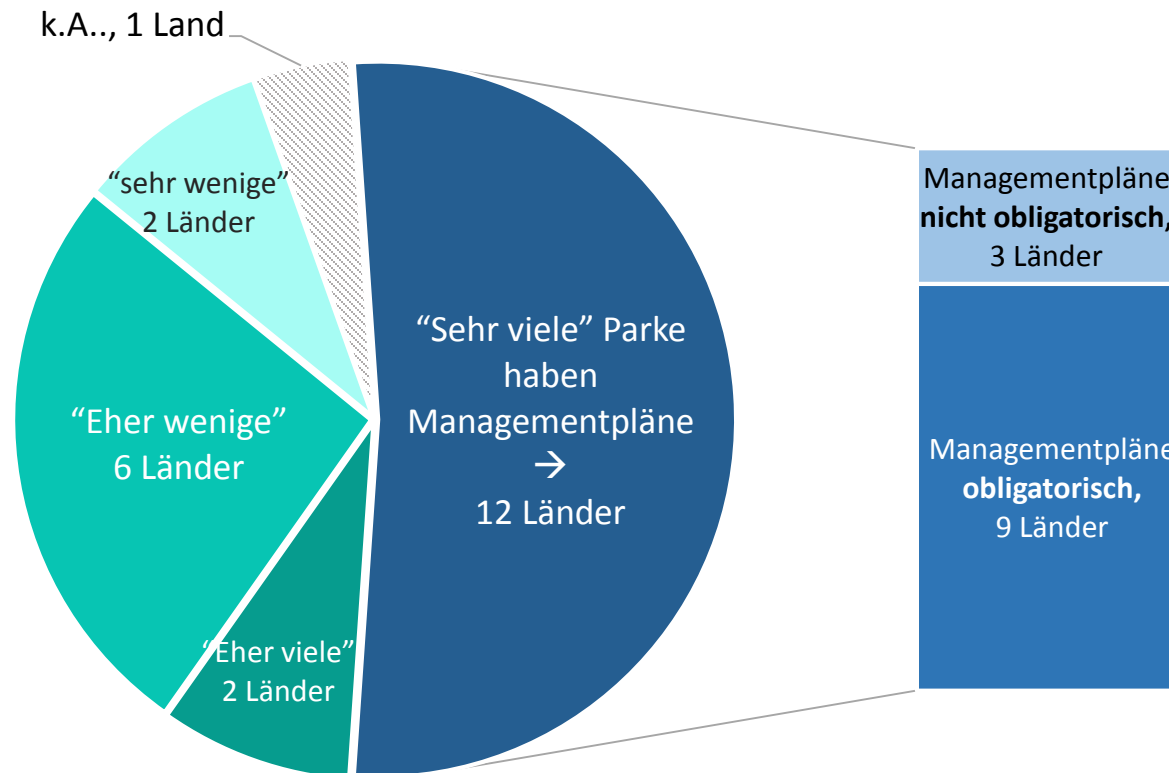 k.A.., 1 Land
“sehr wenige”
2 Länder
“Eher wenige”
6 Länder
“Eher viele”
2 Länder
“Sehr viele” Parke
haben
Managementpläne
→
12 Länder
Managementpläne
nicht obligatorisch,
3 Länder
Managementpläne
obligatorisch,
9 Länder